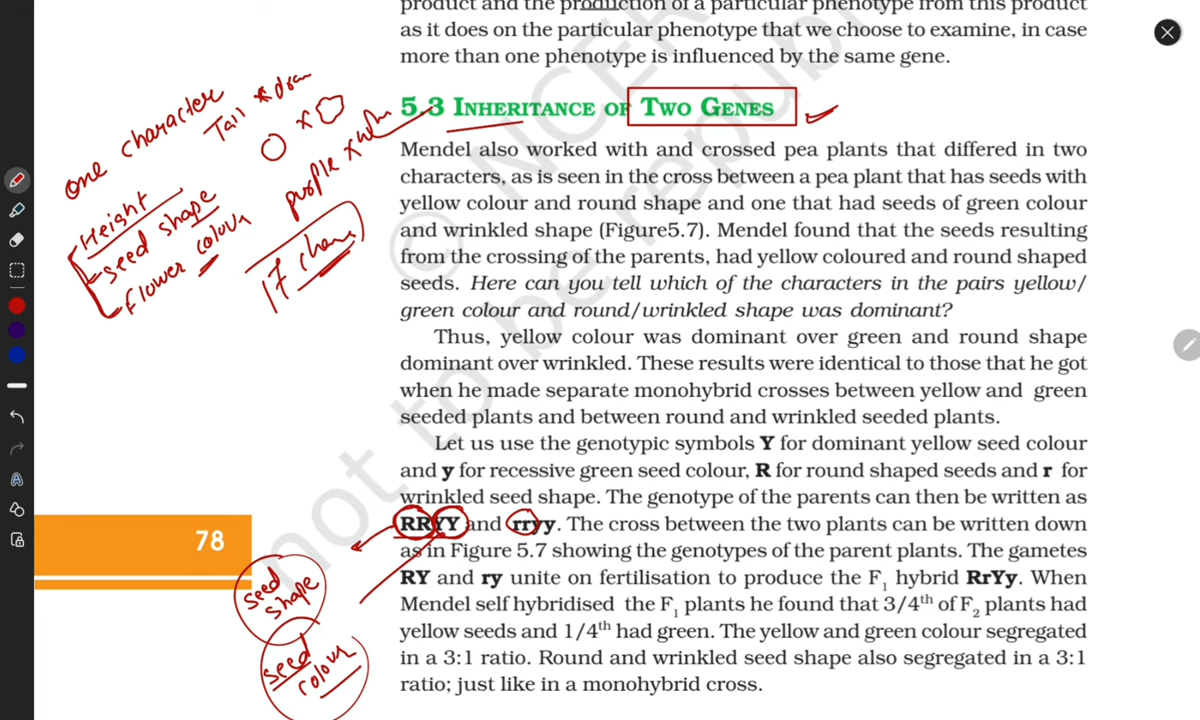 product and the production of a particular phenotype from this product
as it does on the particular phenotype that we choose to examine, in case
more than one phenotype is influenced by the same gene.
5.3 INHERITANCE OF TWO GENES
Mendel also worked with and crossed pea plants that differed in two
characters, as is seen in the cross between a pea plant that has seeds with
yellow colour and round shape and one that had seeds of green colour
and wrinkled shape (Figure5.7). Mendel found that the seeds resulting
from the crossing of the parents, had yellow coloured and round shaped
seeds. Here can you tell which of the characters in the pairs yellow/
green colour and round/wrinkled shape was dominant?
Thus, yellow colour was dominant over green and round shape
dominant over wrinkled. These results were identical to those that he got
when he made separate monohybrid crosses between yellow and green
seeded plants and between round and wrinkled seeded plants.
Let us use the genotypic symbols Y for dominant yellow seed colour
and y for recessive green seed colour, R for round shaped seeds and r for
wrinkled seed shape. The genotype of the parents can then be written as
RRYY and rryy. The cross between the two plants can be written down
as in Figure 5.7 showing the genotypes of the parent plants. The gametes
RY and ry unite on fertilisation to produce the F1 hybrid RrYy. When
Mendel self hybridised the F1 plants he found that 3/4th of F2 plants had
yellow seeds and 1/4th had green. The yellow and green colour segregated
in a 3:1 ratio. Round and wrinkled seed shape also segregated in a 3:1
ratio; just like in a monohybrid cross.
78
one character
Tall x
x
purple x
Height
seed shape
flower colour
seed
shape
seed
colour
not to be republ
© NCER